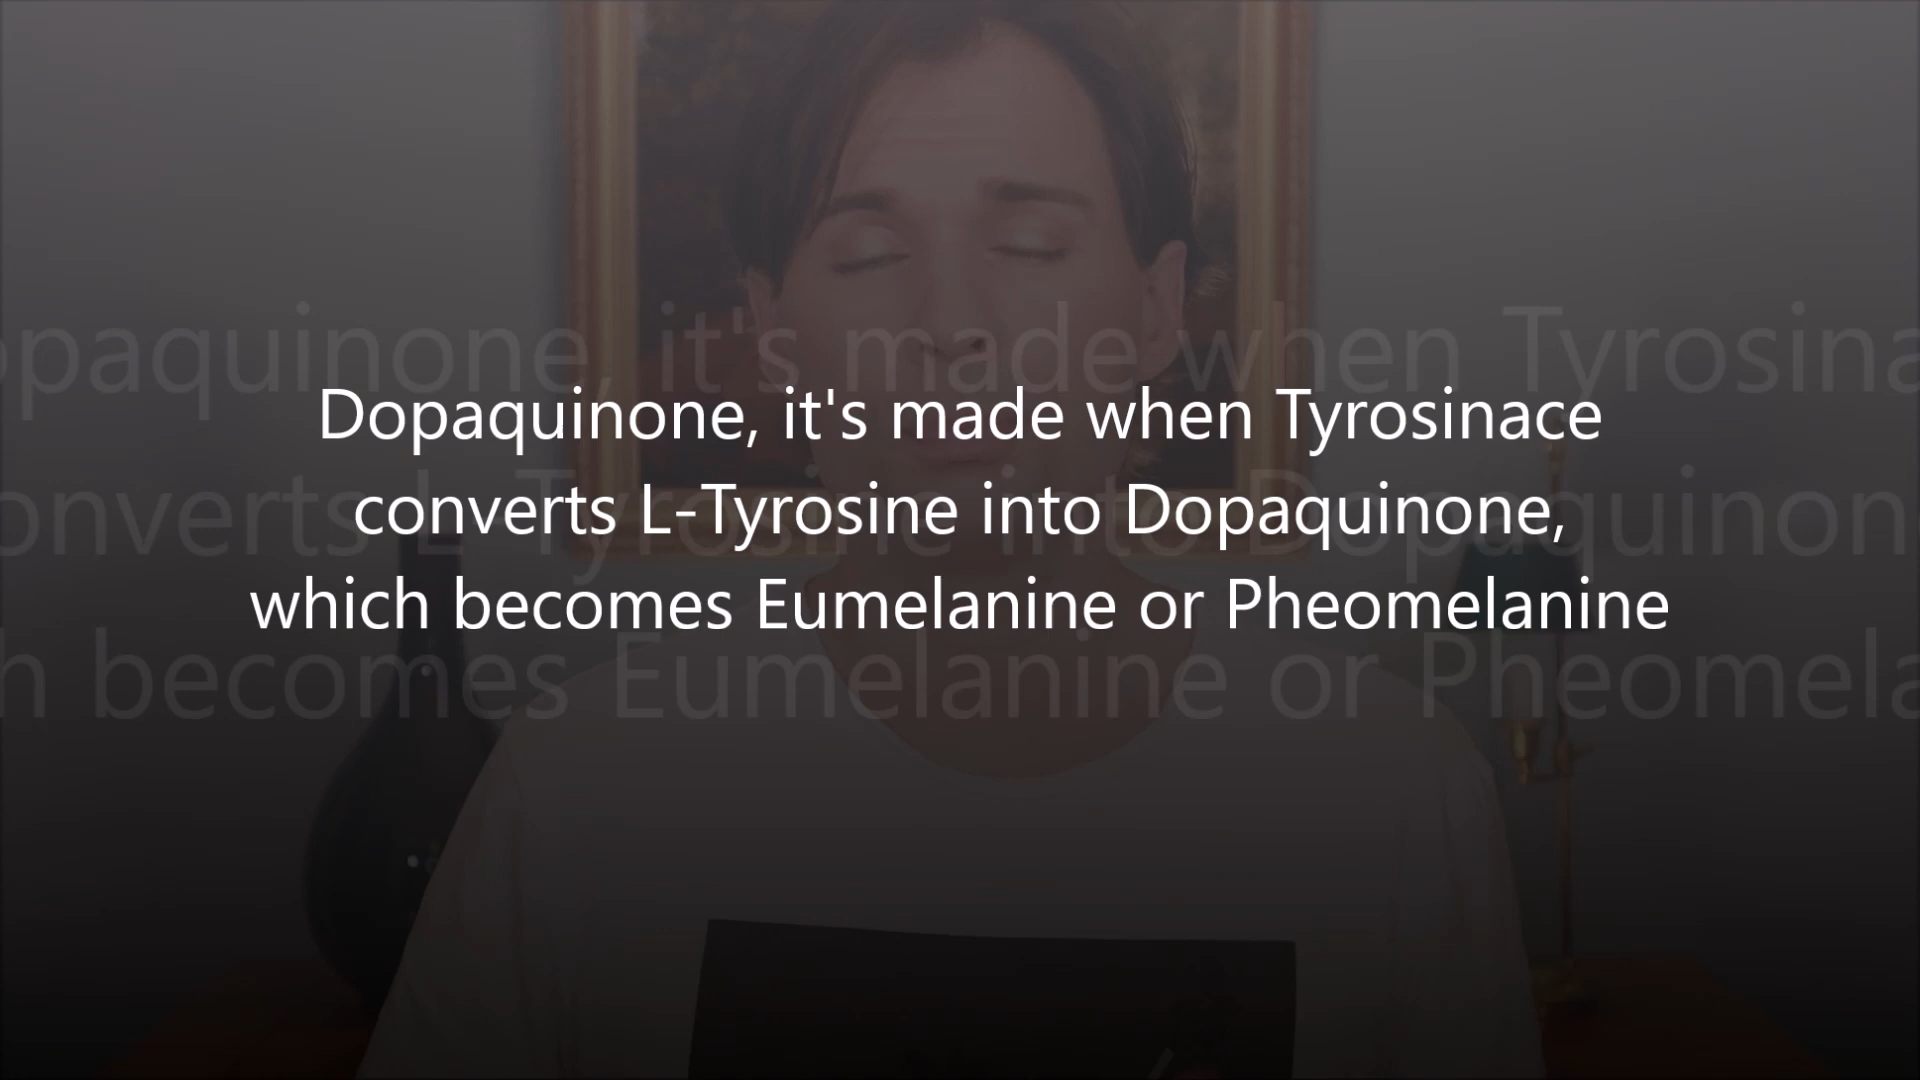 Dopaquinone, it's made when Tyrosinace
converts L-Tyrosine into Dopaquinone,
which becomes Eumelanine or Pheomelanine